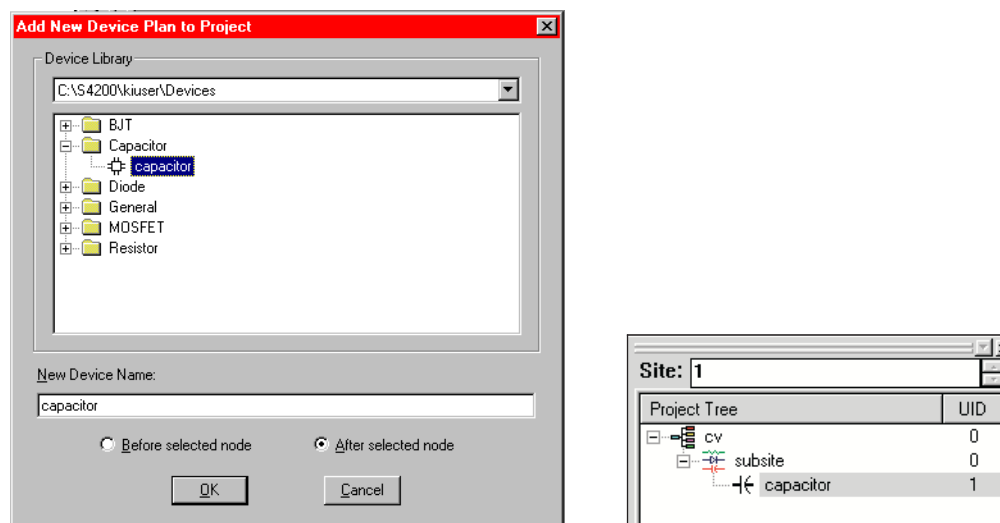 Add New Device Plan to Project
Device Library
C:\S4200\kiuser\Devices
BJT
Capacitor
capacitor
Diode
General
MOSFET
Resistor
New Device Name:
capacitor
Before selected node
After selected node
OK
Cancel
Site: 1
Project Tree UID
cv 0
subsite 0
capacitor 1